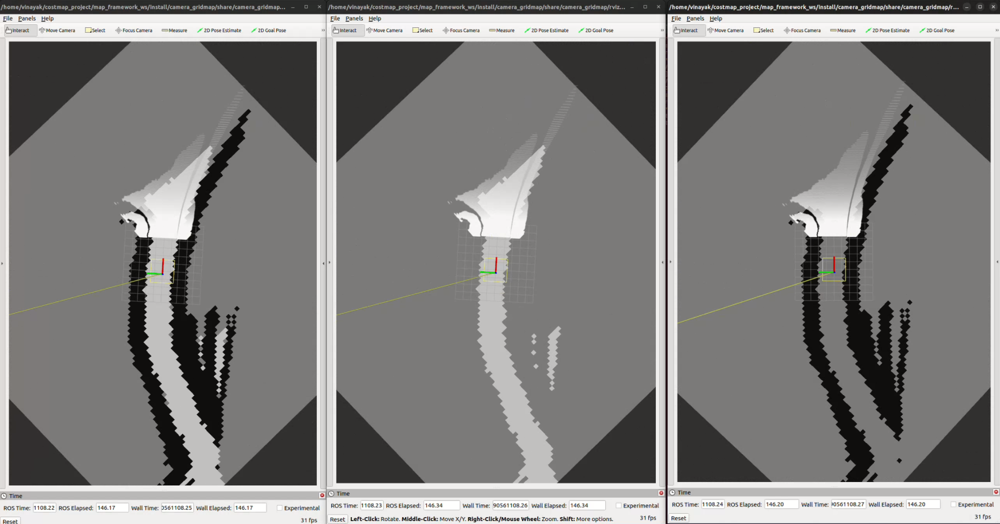 /home/vinayak/costmap_project/map_framework_ws/install/camera_gridmap/share/camera_gridmap...
File Panels Help
Interact Move Camera Select Focus Camera Measure 2D Pose Estimate 2D Goal Pose »
Time
ROS Time: 1108.22 ROS Elapsed: 146.17 Wall Time: 0561108.25 Wall Elapsed: 146.17 Experimental
Reset 31 fps
/home/vinayak/costmap_project/map_framework_ws/install/camera_gridmap/share/camera_gridmap/rviz...
File Panels Help
Interact Move Camera Select Focus Camera Measure 2D Pose Estimate 2D Goal Pose »
Time
ROS Time: 1108.23 ROS Elapsed: 146.34 Wall Time: 90561108.26 Wall Elapsed: 146.34 Experimental
Reset Left-Click: Rotate. Middle-Click: Move X/Y. Right-Click/Mouse Wheel: Zoom. Shift: More options. 31 fps
/home/vinayak/costmap_project/map_framework_ws/install/camera_gridmap/share/camera_gridmap/r...
File Panels Help
Interact Move Camera Select Focus Camera Measure 2D Pose Estimate 2D Goal Pose »
Time
ROS Time: 1108.24 ROS Elapsed: 146.20 Wall Time: 0561108.27 Wall Elapsed: 146.20 Experimental
Reset 31 fps